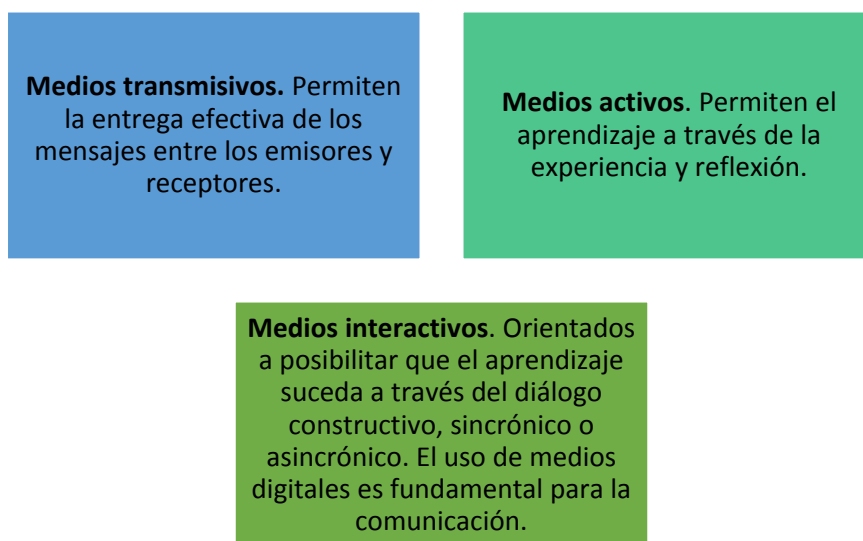 Medios transmisivos. Permiten
la entrega efectiva de los
mensajes entre los emisores y
receptores.
Medios activos. Permiten el
aprendizaje a través de la
experiencia y reflexión.
Medios interactivos. Orientados
a posibilitar que el aprendizaje
suceda a través del diálogo
constructivo, sincrónico o
asincrónico. El uso de medios
digitales es fundamental para la
comunicación.